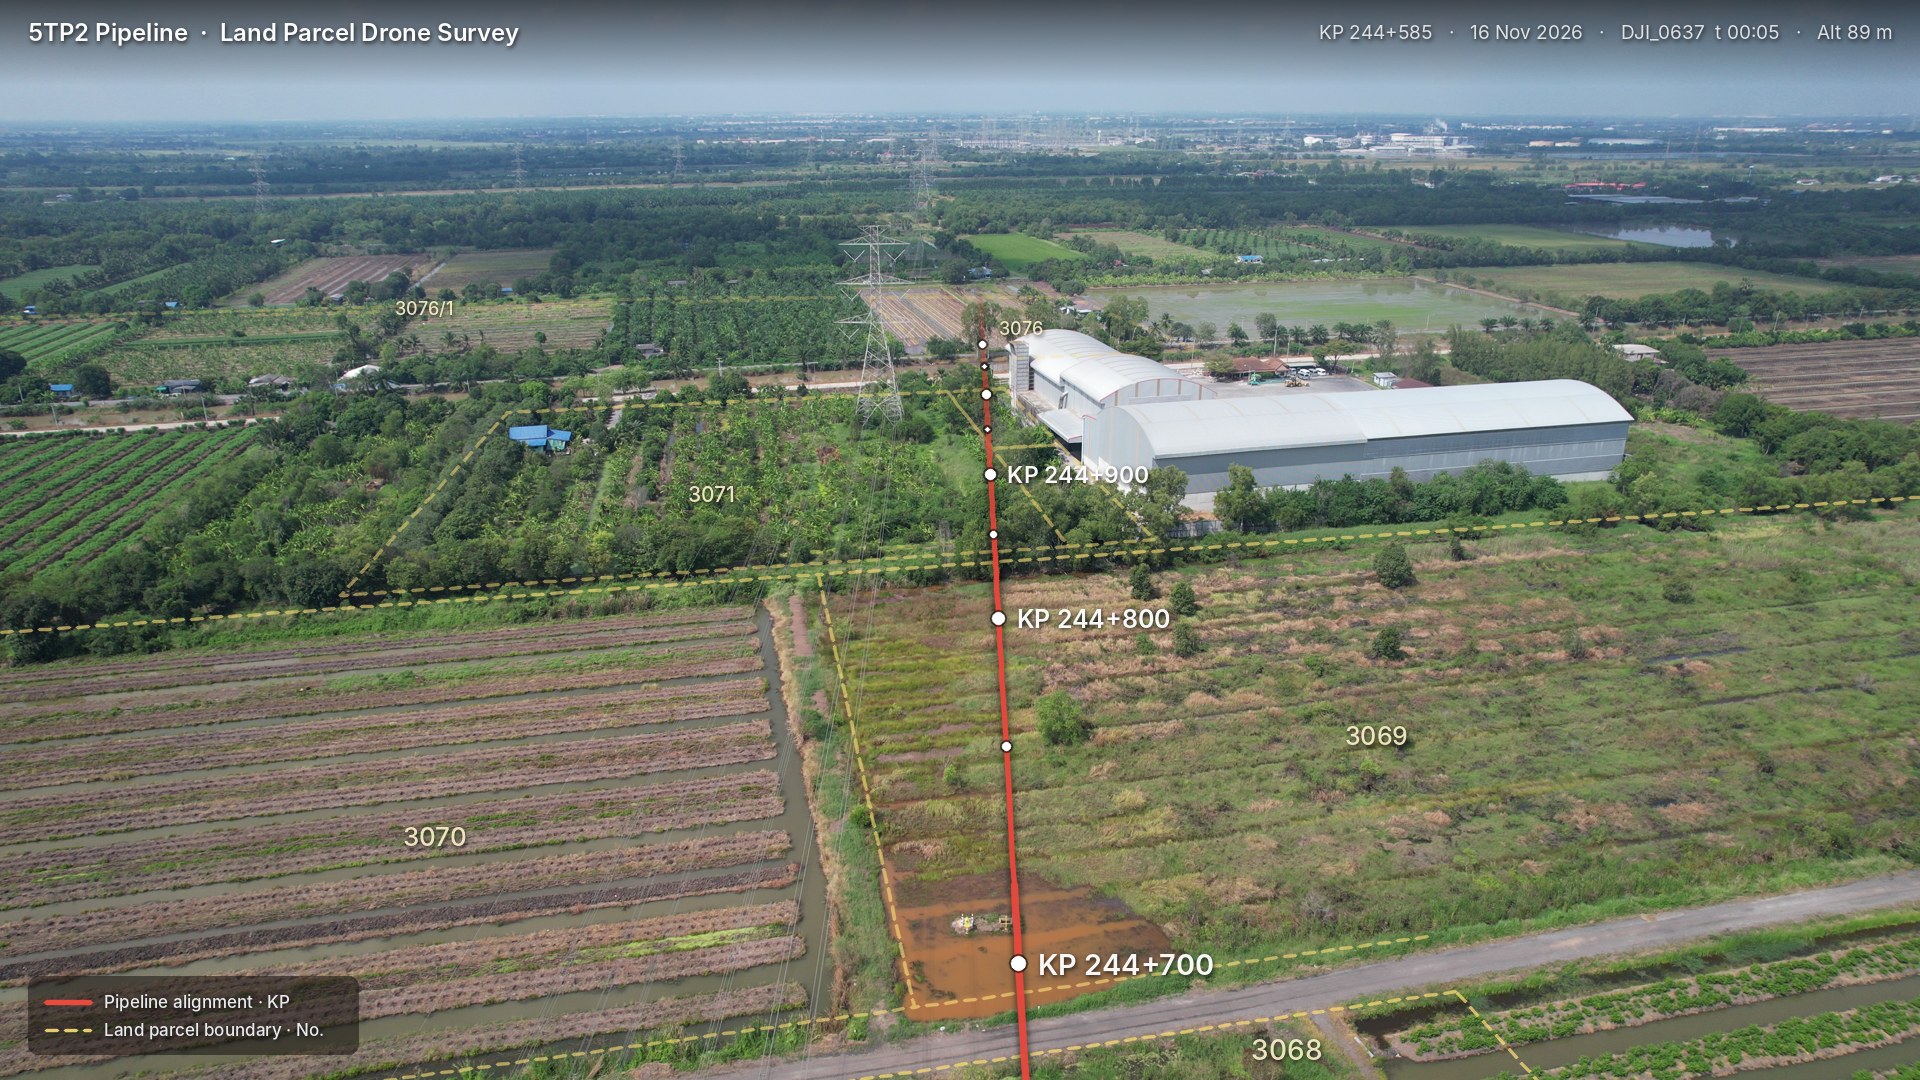 5TP2 Pipeline · Land Parcel Drone Survey
KP 244+585 · 16 Nov 2026 · DJI_0637 t 00:05 · Alt 89 m
3076/1
3076
KP 244+900
3071
KP 244+800
3069
3070
KP 244+700
Pipeline alignment · KP
Land parcel boundary · No.
3068